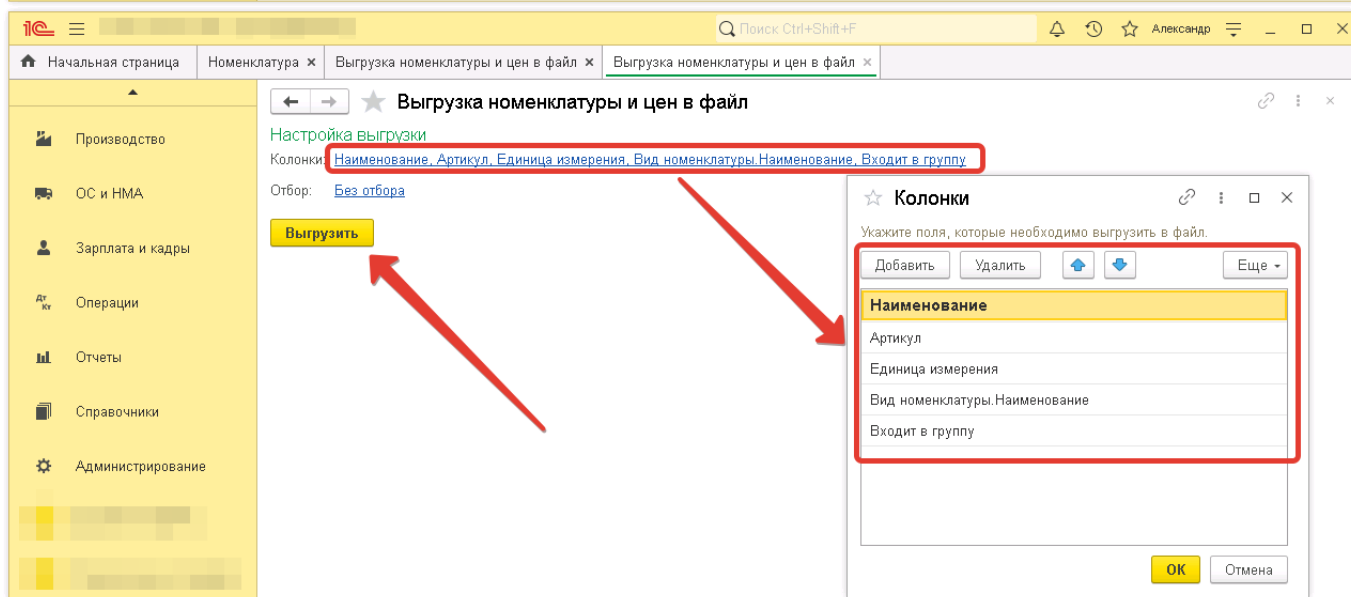 1С Поиск Ctrl+Shift+F Александр
Начальная страница Номенклатура × Выгрузка номенклатуры и цен в файл × Выгрузка номенклатуры и цен в файл ×
Выгрузка номенклатуры и цен в файл
Производство
ОС и НМА
Зарплата и кадры
Дт Кт Операции
Отчеты
Справочники
Администрирование
Настройка выгрузки
Колонки: Наименование, Артикул, Единица измерения, Вид номенклатуры.Наименование, Входит в группу
Отбор: Без отбора
Выгрузить
Колонки
Укажите поля, которые необходимо выгрузить в файл.
Добавить Удалить Еще
Наименование
Артикул
Единица измерения
Вид номенклатуры.Наименование
Входит в группу
ОК Отмена